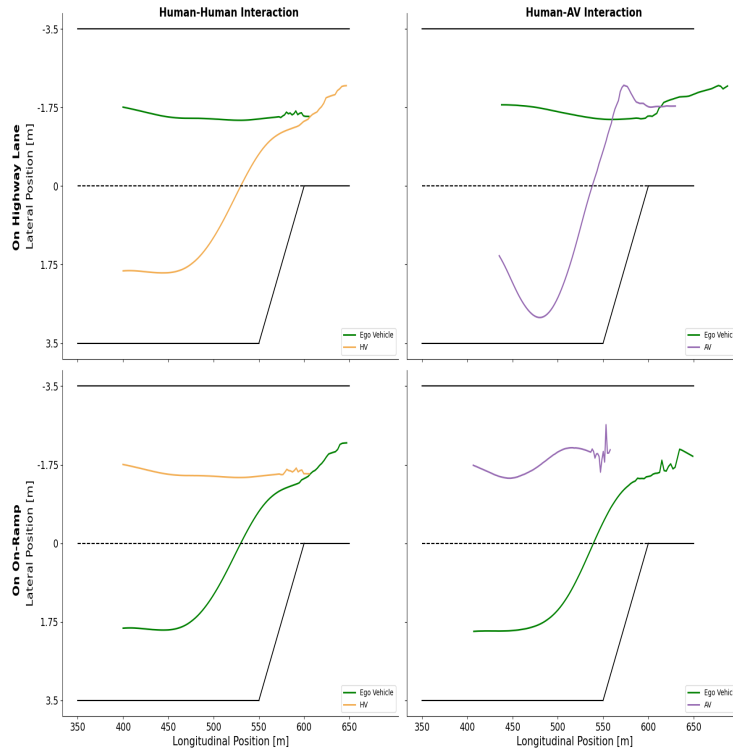 Human-Human Interaction
Human-AV Interaction
On Highway Lane
Lateral Position [m]
-3.5
-1.75
0
1.75
3.5
Ego Vehicle
HV
Ego Vehicle
AV
On On-Ramp
Lateral Position [m]
-3.5
-1.75
0
1.75
3.5
Ego Vehicle
HV
Ego Vehicle
AV
350 400 450 500 550 600 650
350 400 450 500 550 600 650
Longitudinal Position [m]
Longitudinal Position [m]